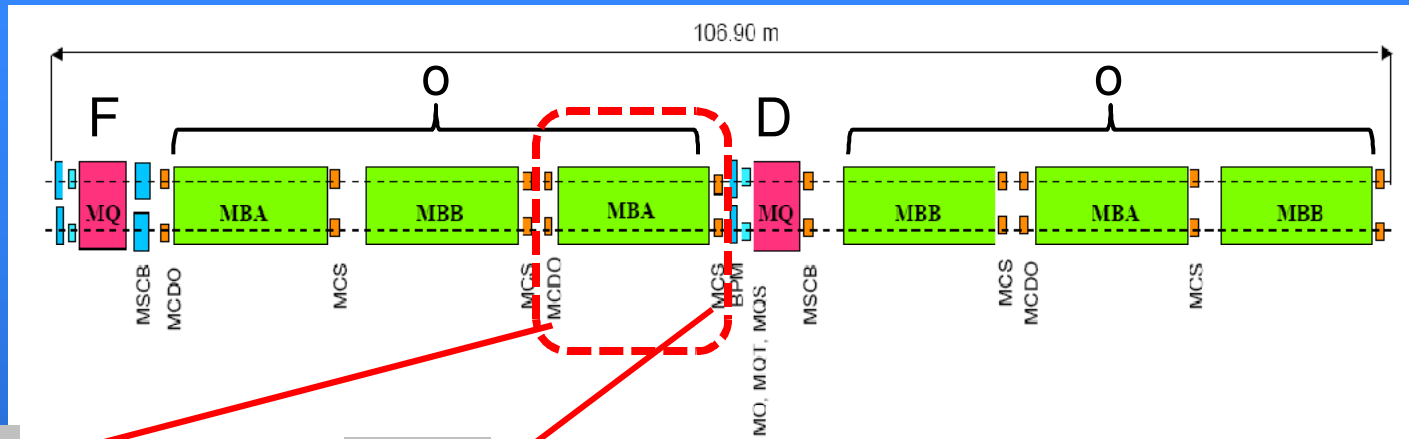 106.90 m
F
O
D
O
MQ
MBA
MBB
MBA
MQ
MBB
MBA
MBB
MSCB
MCDO
MCS
MCS
MCDO
MCS
BPM
MO, MQT, MQS
MSCB
MCS
MCDO
MCS